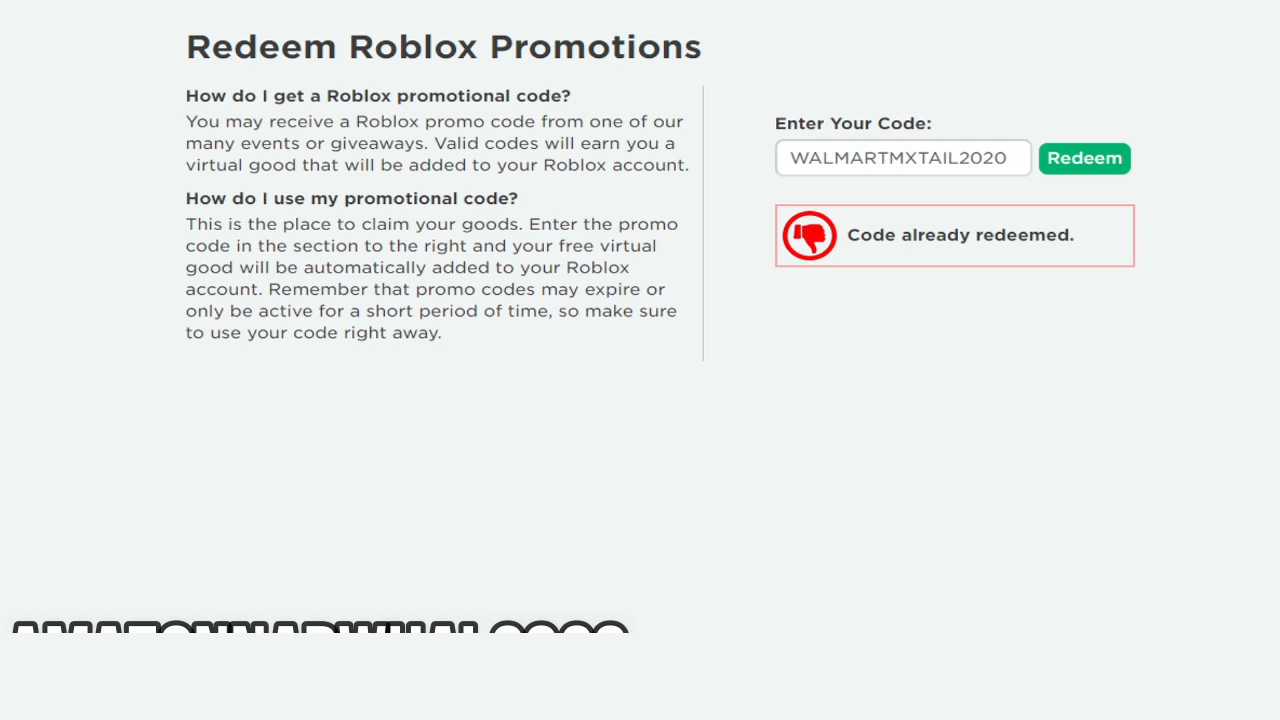 Redeem Roblox Promotions
How do I get a Roblox promotional code?
You may receive a Roblox promo code from one of our
many events or giveaways. Valid codes will earn you a
virtual good that will be added to your Roblox account.
How do I use my promotional code?
This is the place to claim your goods. Enter the promo
code in the section to the right and your free virtual
good will be automatically added to your Roblox
account. Remember that promo codes may expire or
only be active for a short period of time, so make sure
to use your code right away.
Enter Your Code:
WALMARTMXTAIL2020
Redeem
Code already redeemed.